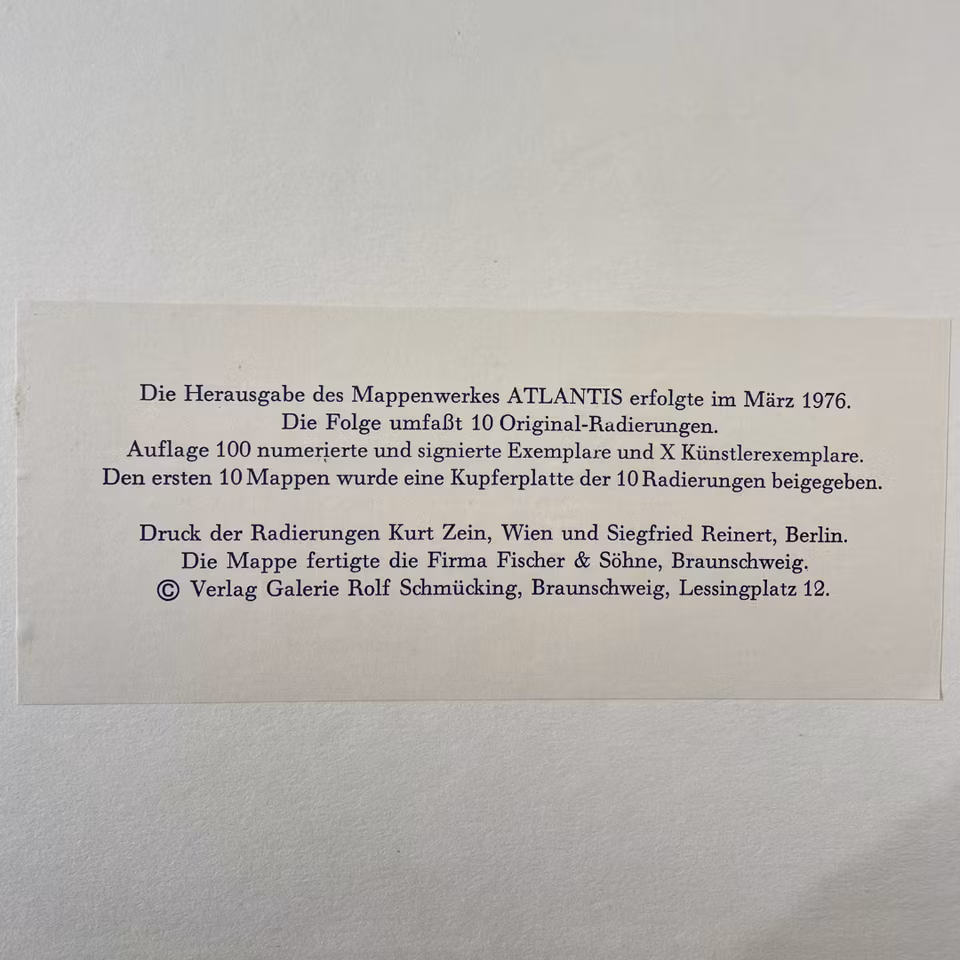 Die Herausgabe des Mappenwerkes ATLANTIS erfolgte im März 1976.
Die Folge umfaßt 10 Original-Radierungen.
Auflage 100 numerierte und signierte Exemplare und X Künstlerexemplare.
Den ersten 10 Mappen wurde eine Kupferplatte der 10 Radierungen beigegeben.
Druck der Radierungen Kurt Zein, Wien und Siegfried Reinert, Berlin.
Die Mappe fertigte die Firma Fischer & Söhne, Braunschweig.
© Verlag Galerie Rolf Schmücking, Braunschweig, Lessingplatz 12.